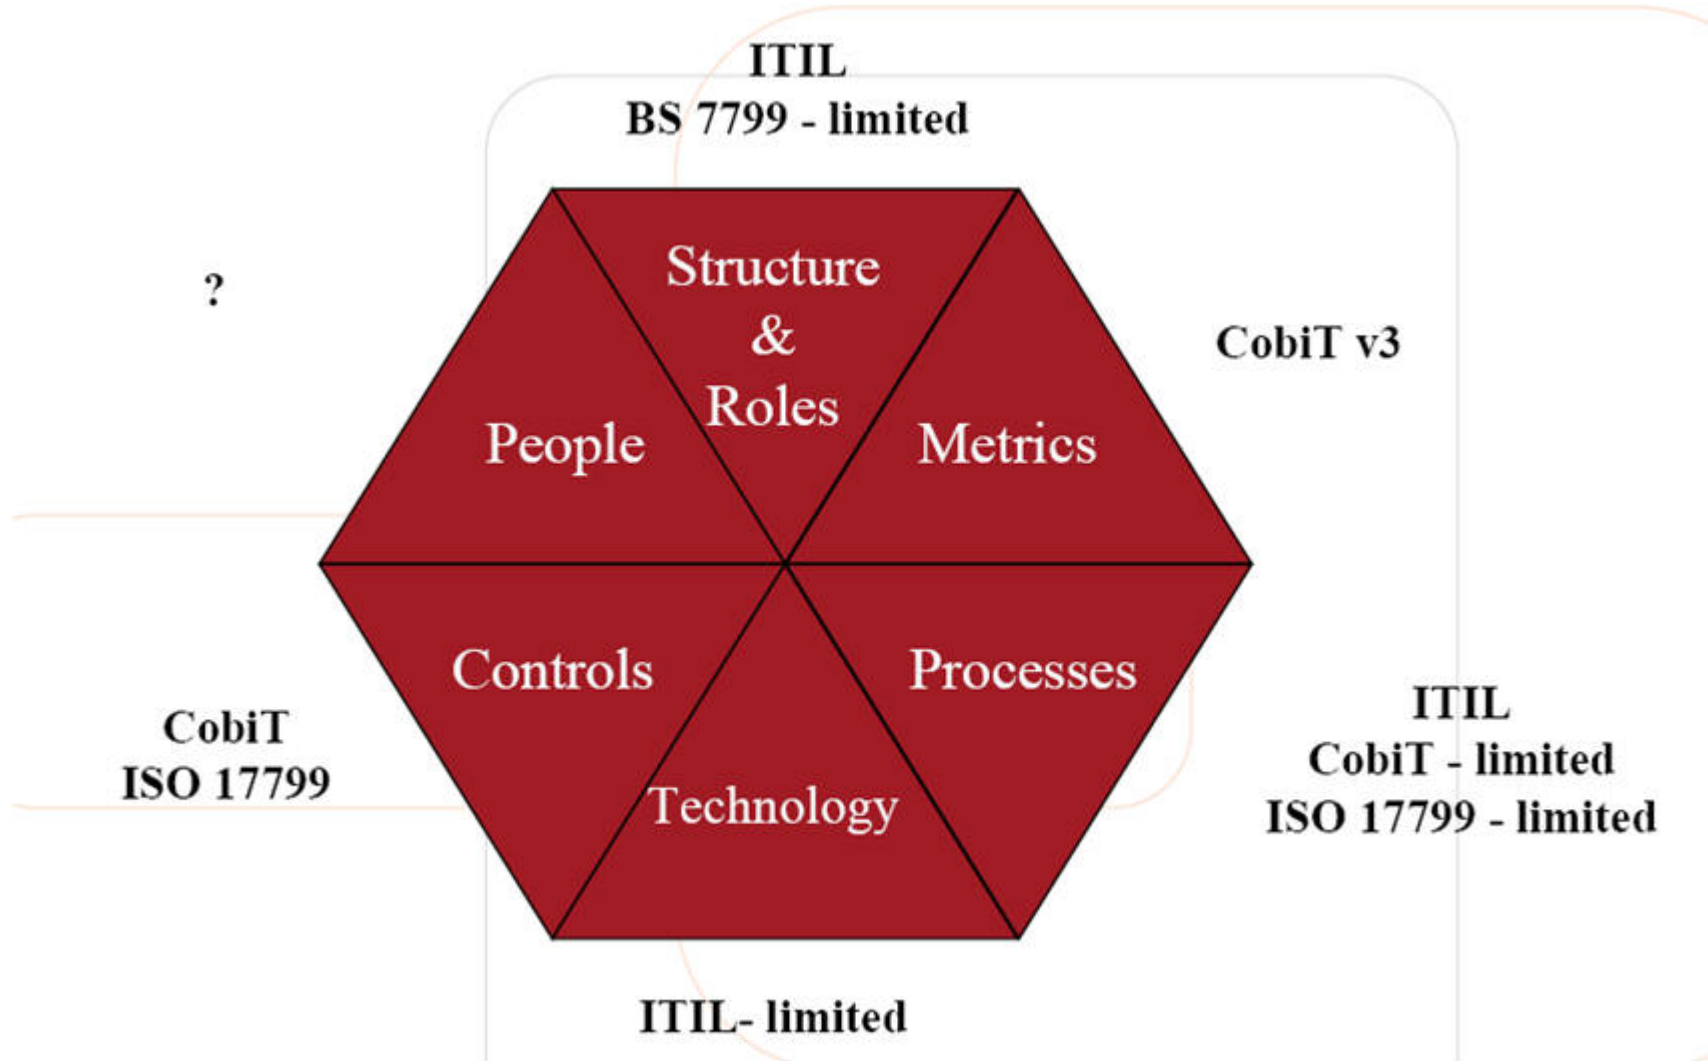 ITIL
BS 7799 - limited
?
Structure
&
Roles
CobiT v3
People
Metrics
Controls
Processes
CobiT
ISO 17799
Technology
ITIL
CobiT - limited
ISO 17799 - limited
ITIL- limited